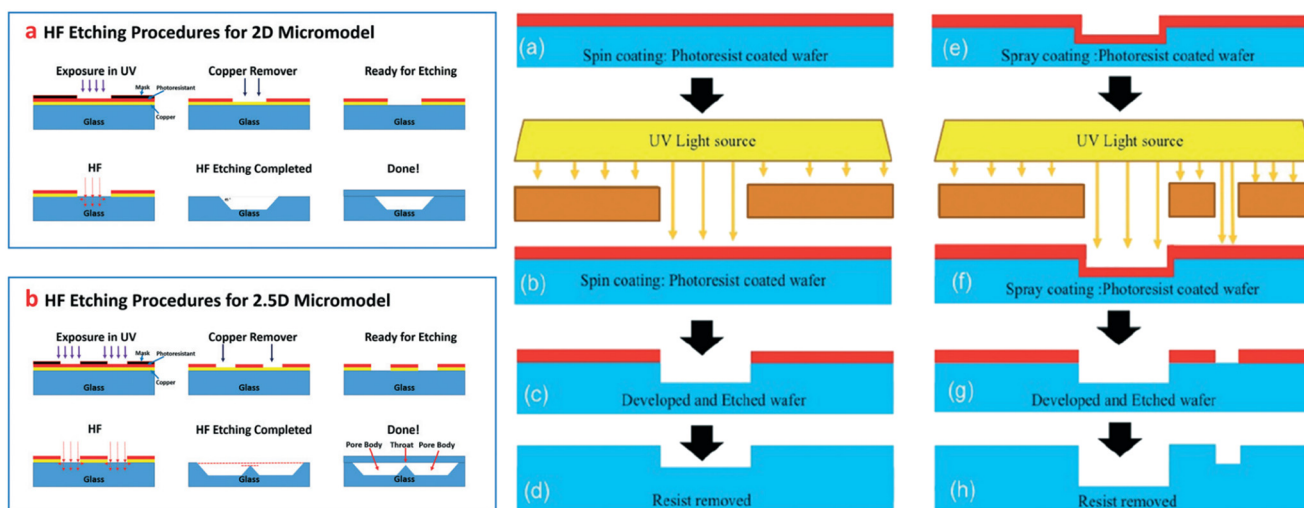 a HF Etching Procedures for 2D Micromodel
Exposure in UV
Mask
Photoresistant
Copper
Glass
Copper Remover
Glass
Ready for Etching
Glass
HF
Glass
HF Etching Completed
Glass
Done!
Glass
b HF Etching Procedures for 2.5D Micromodel
Exposure in UV
Mask
Photoresistant
Copper
Glass
Copper Remover
Glass
Ready for Etching
Glass
HF
Glass
HF Etching Completed
Glass
Done!
Pore Body Throat Pore Body
Glass
(a)
Spin coating: Photoresist coated wafer
UV Light source
(b)
Spin coating: Photoresist coated wafer
(c)
Developed and Etched wafer
(d)
Resist removed
(e)
Spray coating :Photoresist coated wafer
UV Light source
(f)
Spray coating :Photoresist coated wafer
(g)
Developed and Etched wafer
(h)
Resist removed